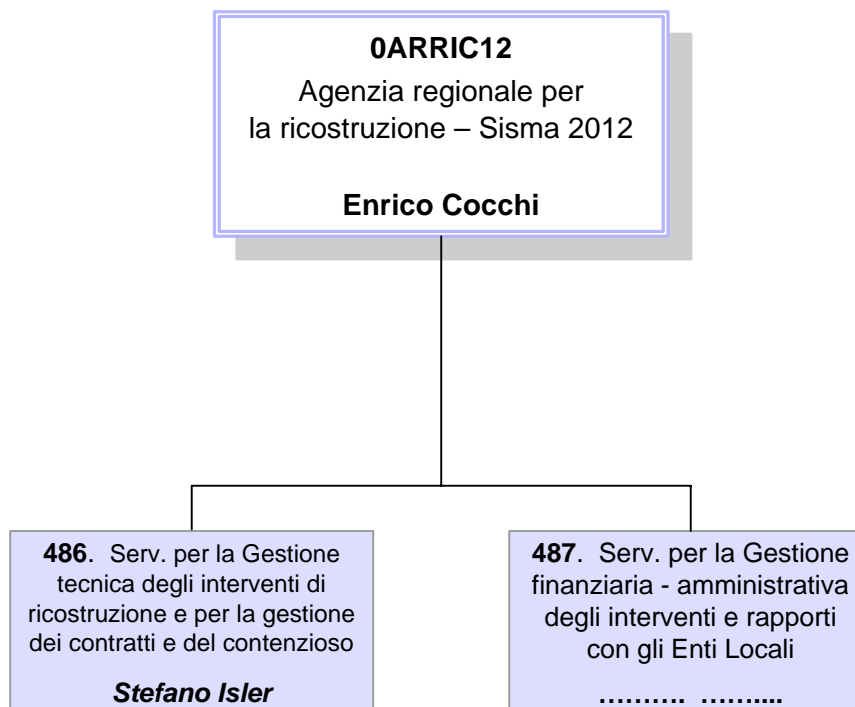 0ARRIC12
Agenzia regionale per
la ricostruzione – Sisma 2012
Enrico Cocchi
486. Serv. per la Gestione
tecnica degli interventi di
ricostruzione e per la gestione
dei contratti e del contenzioso
Stefano Isler
487. Serv. per la Gestione
finanziaria - amministrativa
degli interventi e rapporti
con gli Enti Locali
………. ……....